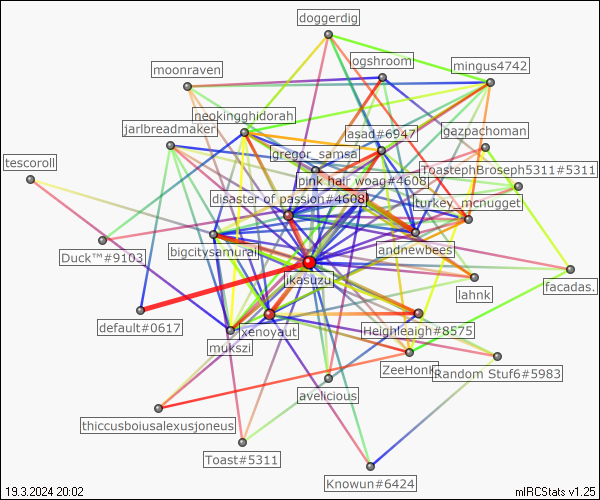 doggerdig
ogshroom
mingus4742
moonraven
neokingghidorah
jarlbreadmaker
asad#6947
gazpachoman
gregor_samsa
tescoroll
ToastephBroseph5311#5311
pink hair woag#4608
disaster of passion#4608
turkey_mcnugget
Duck™#9103
bigcitysamurai
andnewbees
jkasuzu
lahnk
facadas.
default#0617
xenoyaut
Heighleaigh#8575
mukszi
ZeeHonk
Random Stuf6#5983
avelicious
thiccusboiusalexusjoneus
Toast#5311
Knowun#6424
19.3.2024 20:02
mIRCStats v1.25